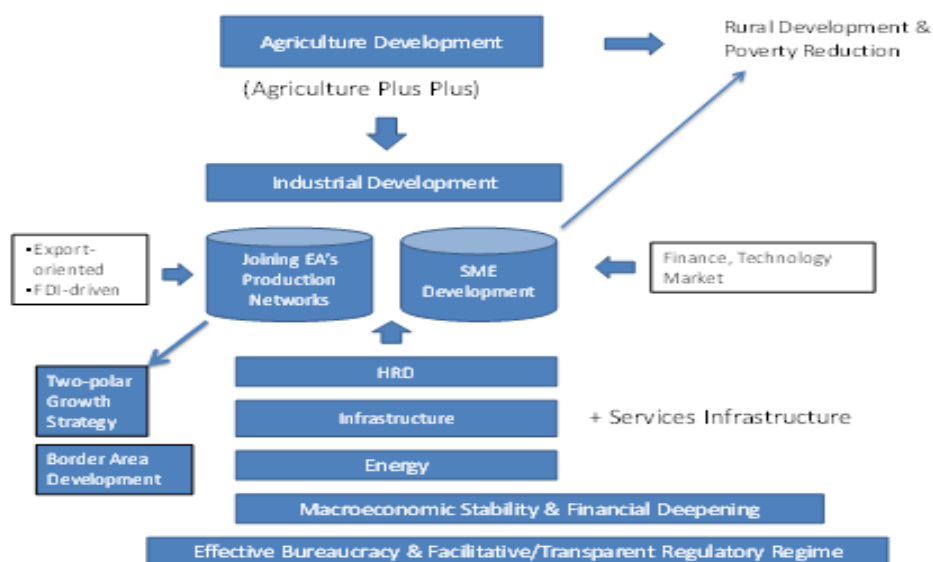 Agriculture Development
Rural Development &
Poverty Reduction
(Agriculture Plus Plus)
Industrial Development
▪Export-
oriented
▪FDI-driven
Joining EA's
Production
Networks
SME
Development
Finance, Technology
Market
Two-polar
Growth
Strategy
Border Area
Development
HRD
Infrastructure
+ Services Infrastructure
Energy
Macroeconomic Stability & Financial Deepening
Effective Bureaucracy & Facilitative/Transparent Regulatory Regime